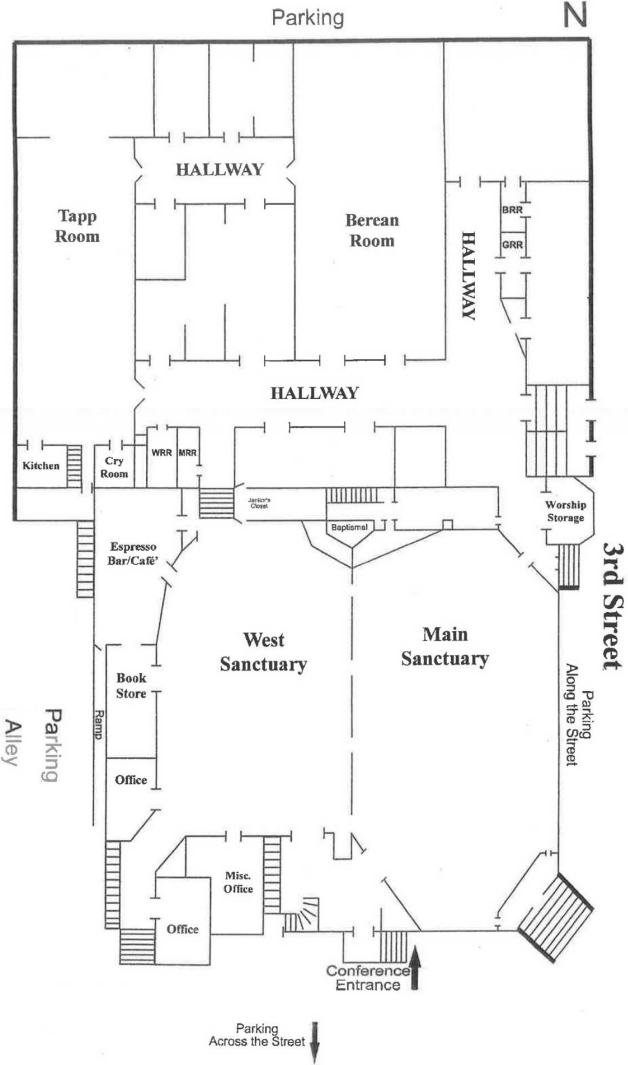 Parking
N
HALLWAY
Tapp
Room
Berean
Room
BRR
GRR
HALLWAY
HALLWAY
Kitchen
Cry
Room
WRR
MRR
Janitor's
Closet
Baptismal
Worship
Storage
Espresso
Bar/Café'
3rd Street
West
Sanctuary
Main
Sanctuary
Book
Store
Parking
Along the Street
Ramp
Parking
Alley
Office
Misc.
Office
Office
Conference
Entrance
Parking
Across the Street